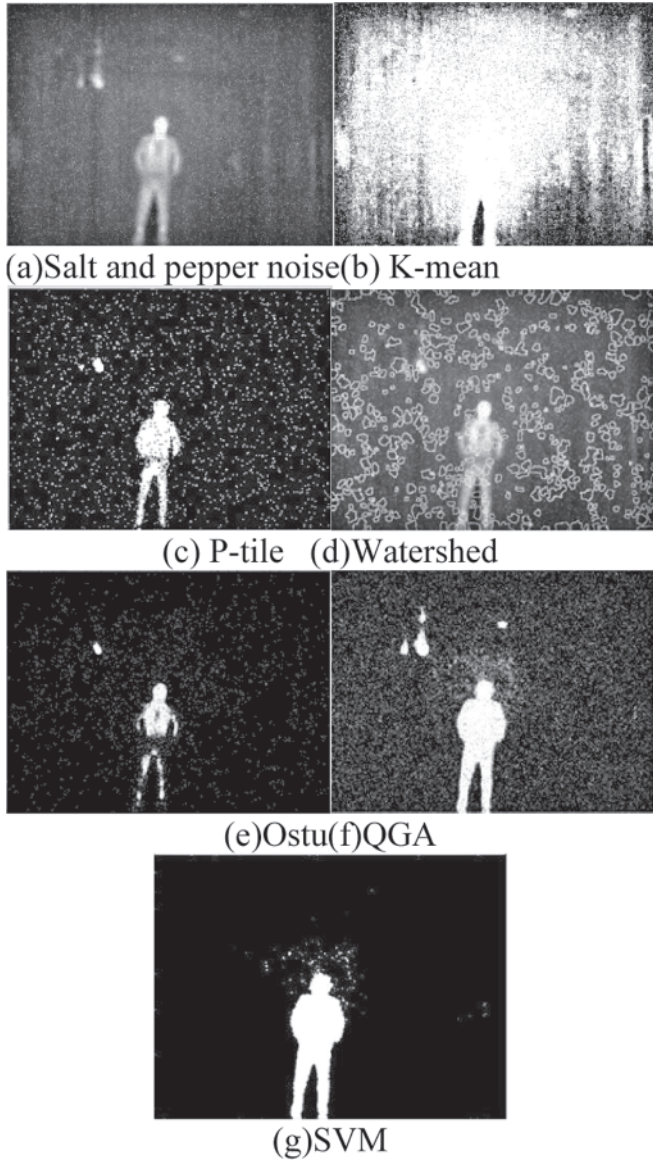 (a)Salt and pepper noise(b) K-mean
(c) P-tile (d)Watershed
(e)Ostu(f)QGA
(g)SVM